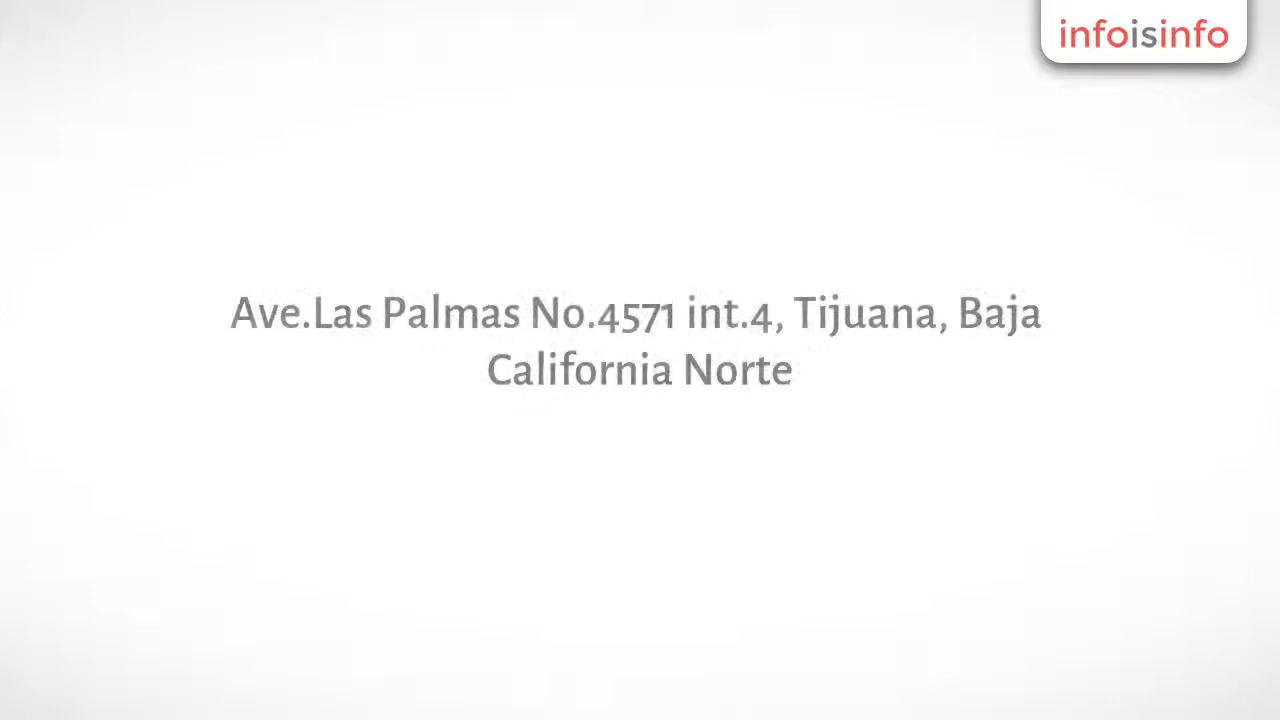 infoisinfo
Ave.Las Palmas No.4571 int.4, Tijuana, Baja
California Norte